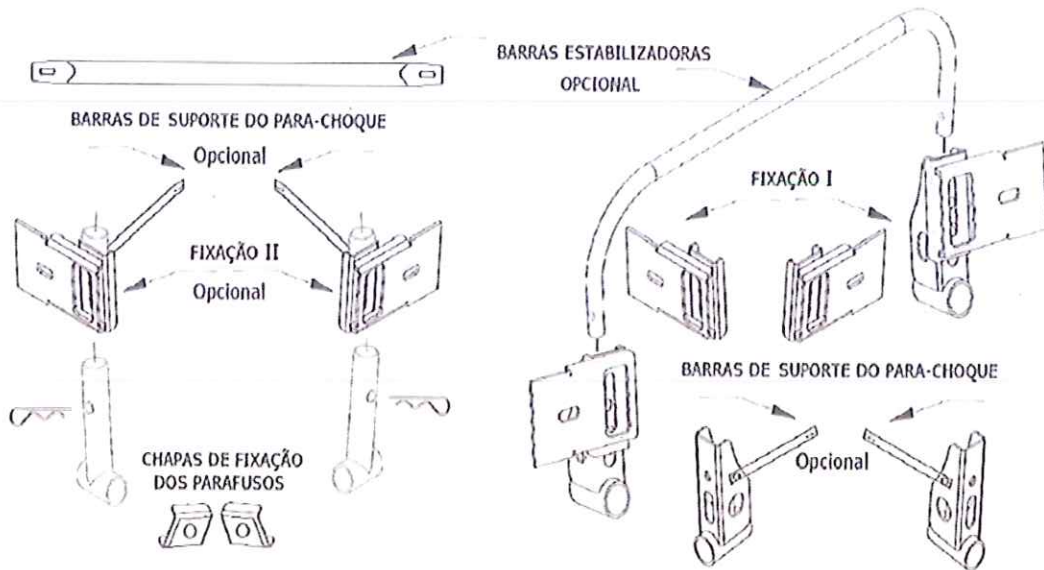 BARRAS ESTABILIZADORAS
OPCIONAL
BARRAS DE SUPORTE DO PARA-CHOQUE
Opcional
FIXAÇÃO II
Opcional
CHAPAS DE FIXAÇÃO
DOS PARAFUSOS
FIXAÇÃO I
BARRAS DE SUPORTE DO PARA-CHOQUE
Opcional